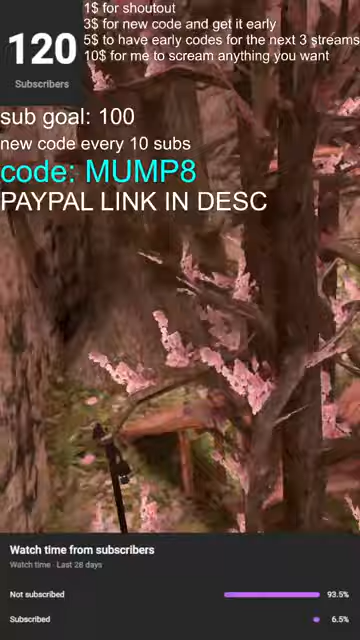 1$ for shoutout
3$ for new code and get it early
5$ to have early codes for the next 3 streams
10$ for me to scream anything you want
120
Subscribers
sub goal: 100
new code every 10 subs
code: MUMP8
PAYPAL LINK IN DESC
Watch time from subscribers
Watch time · Last 28 days
Not subscribed 93.5%
Subscribed 6.5%